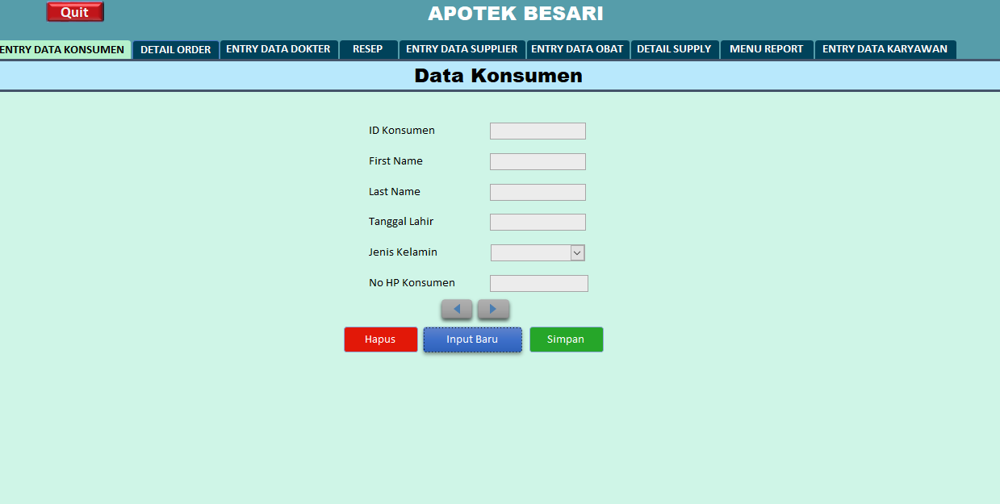 Quit
APOTEK BESARI
ENTRY DATA KONSUMEN DETAIL ORDER ENTRY DATA DOKTER RESEP ENTRY DATA SUPPLIER ENTRY DATA OBAT DETAIL SUPPLY MENU REPORT ENTRY DATA KARYAWAN
Data Konsumen
ID Konsumen
First Name
Last Name
Tanggal Lahir
Jenis Kelamin
No HP Konsumen
Hapus Input Baru Simpan